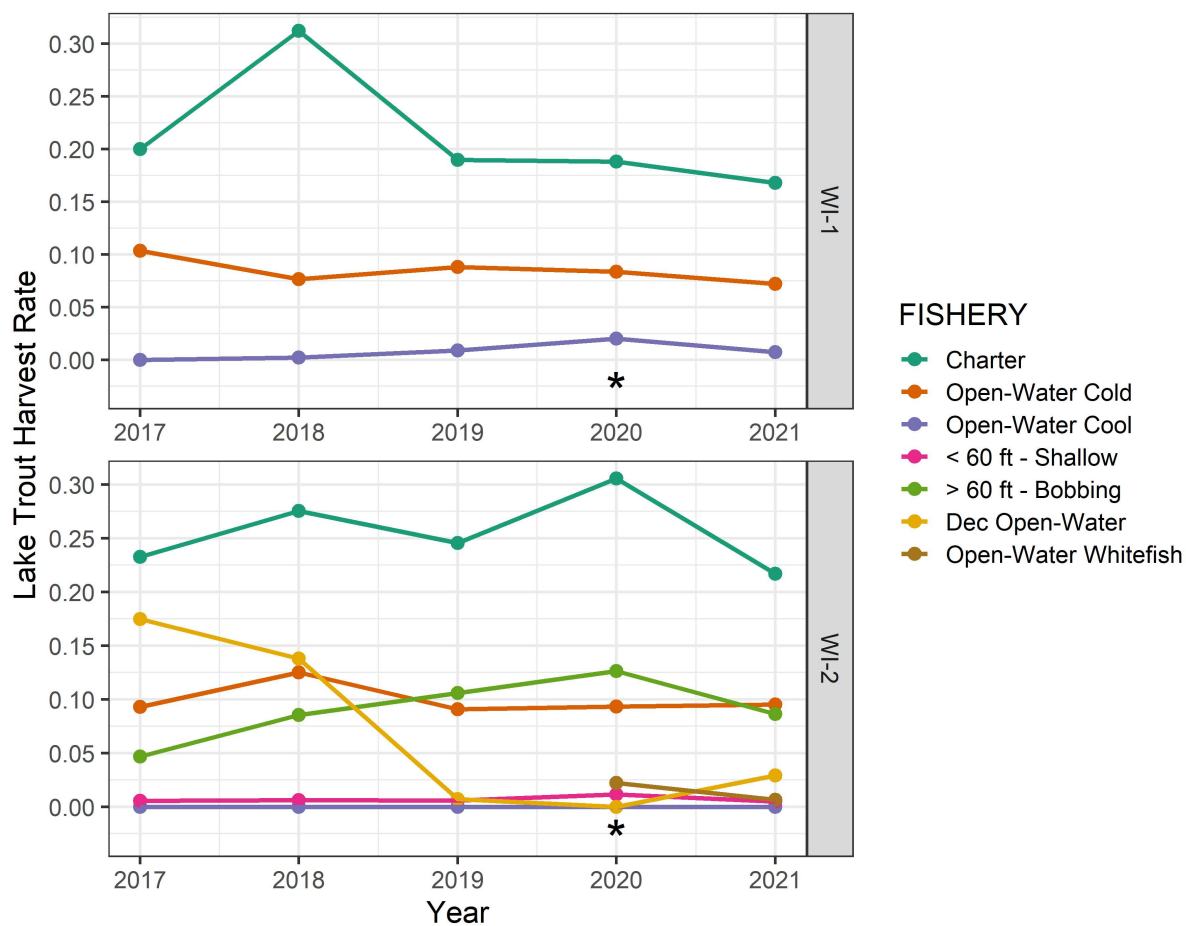 Lake Trout Harvest Rate
0.30
0.25
0.20
0.15
0.10
0.05
0.00
*
2017 2018 2019 2020 2021
WI-1
0.30
0.25
0.20
0.15
0.10
0.05
0.00
*
2017 2018 2019 2020 2021
WI-2
Year
FISHERY
Charter
Open-Water Cold
Open-Water Cool
< 60 ft - Shallow
> 60 ft - Bobbing
Dec Open-Water
Open-Water Whitefish